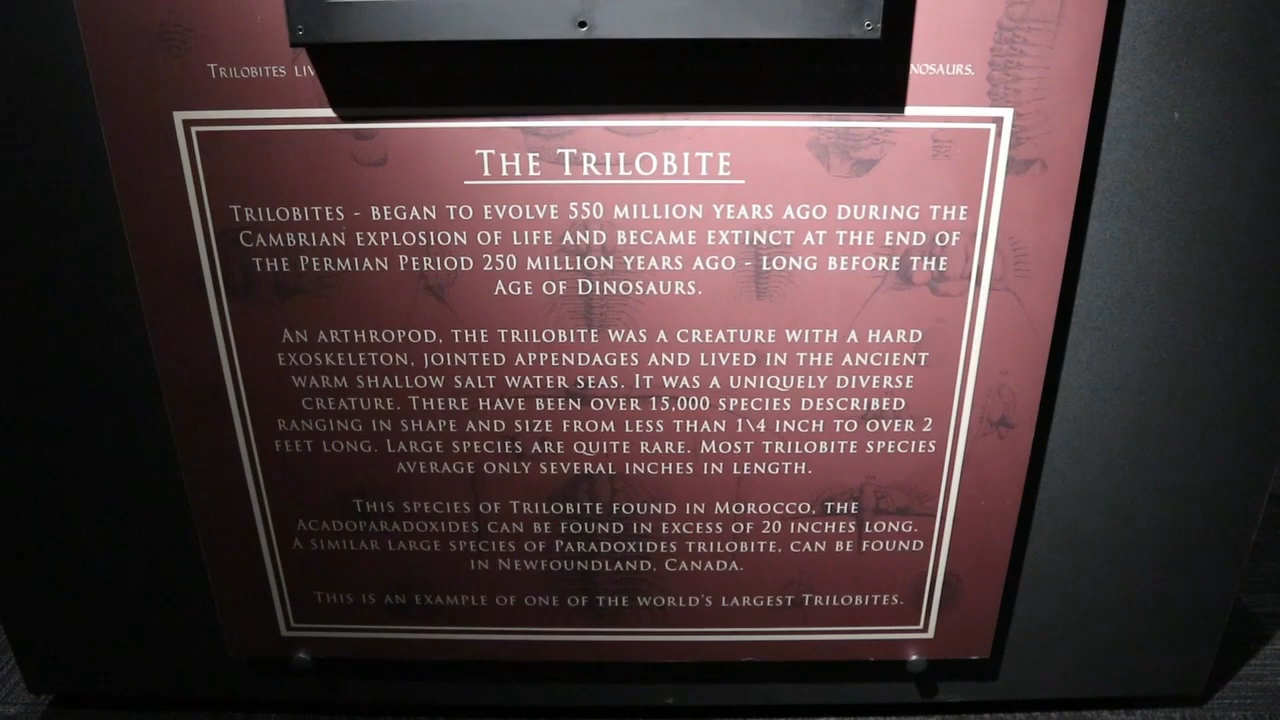 Trilobites liv nosaurs.
The Trilobite
Trilobites - began to evolve 550 million years ago during the
Cambrian explosion of life and became extinct at the end of
the Permian Period 250 million years ago - long before the
Age of Dinosaurs.
An arthropod, the trilobite was a creature with a hard
exoskeleton, jointed appendages and lived in the ancient
warm shallow salt water seas. It was a uniquely diverse
creature. There have been over 15,000 species described
ranging in shape and size from less than 1\4 inch to over 2
feet long. Large species are quite rare. Most trilobite species
average only several inches in length.
This species of Trilobite found in Morocco, the
Acadoparadoxides can be found in excess of 20 inches long.
A similar large species of Paradoxides trilobite, can be found
in Newfoundland, Canada.
This is an example of one of the world's largest Trilobites.